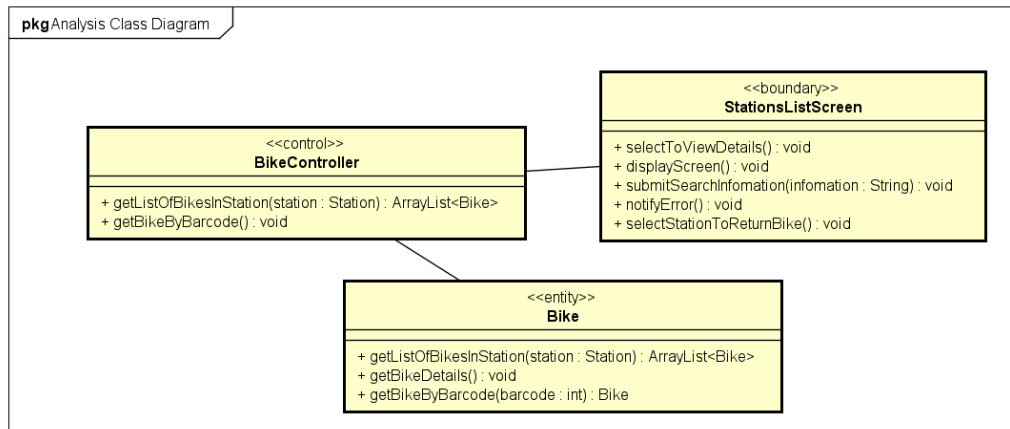 pkg Analysis Class Diagram
<<boundary>>
StationsListScreen
+ selectToViewDetails() : void
+ displayScreen() : void
+ submitSearchInfomation(infomation : String) : void
+ notifyError() : void
+ selectStationToReturnBike() : void
<<control>>
BikeController
+ getListOfBikesInStation(station : Station) : ArrayList<Bike>
+ getBikeByBarcode() : void
<<entity>>
Bike
+ getListOfBikesInStation(station : Station) : ArrayList<Bike>
+ getBikeDetails() : void
+ getBikeByBarcode(barcode : int) : Bike